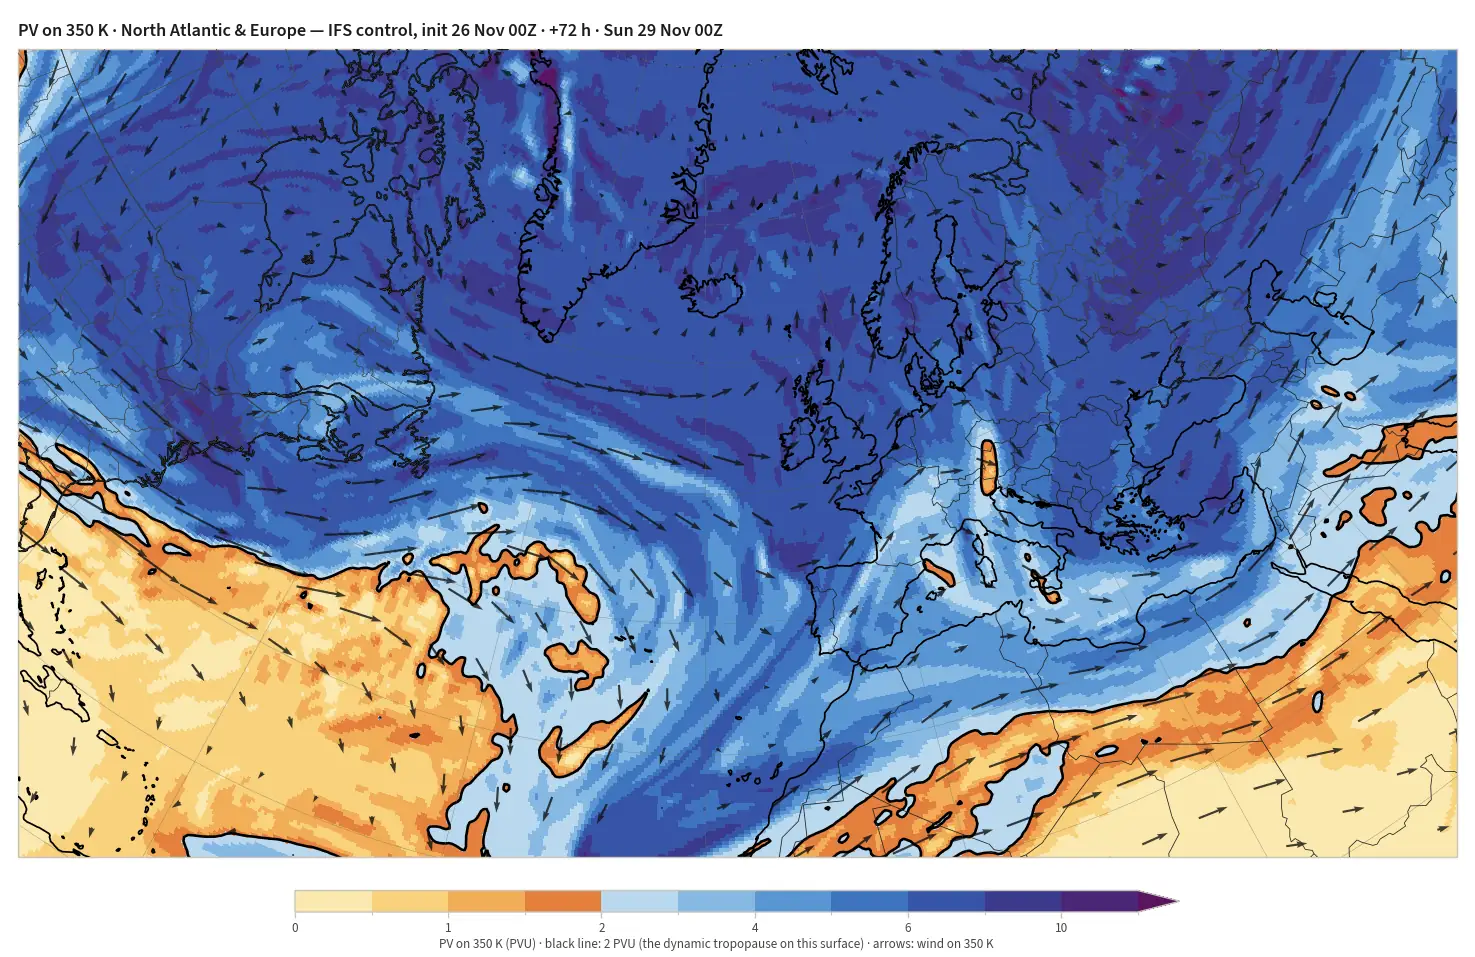 PV on 350 K · North Atlantic & Europe — IFS control, init 26 Nov 00Z · +72 h · Sun 29 Nov 00Z
0 1 2 4 6 10
PV on 350 K (PVU) · black line: 2 PVU (the dynamic tropopause on this surface) · arrows: wind on 350 K